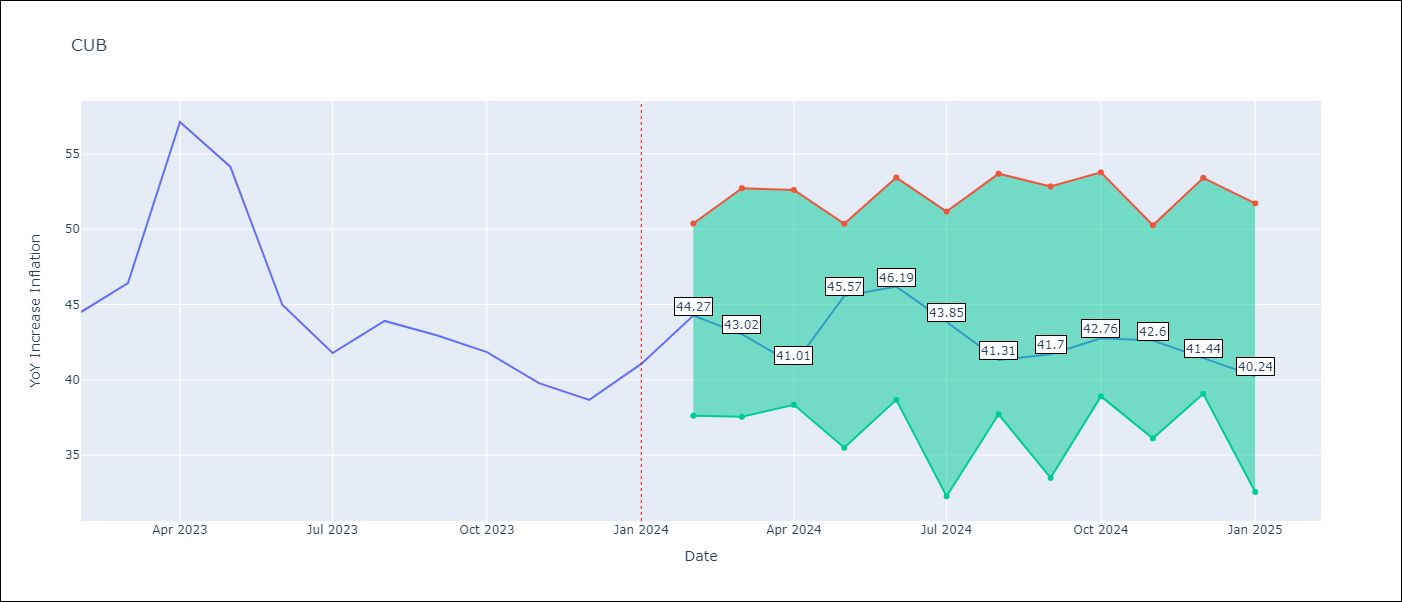 CUB
YoY Increase Inflation
55
50
45
40
35
44.27
43.02
41.01
45.57
46.19
43.85
41.31
41.7
42.76
42.6
41.44
40.24
Apr 2023
Jul 2023
Oct 2023
Jan 2024
Apr 2024
Jul 2024
Oct 2024
Jan 2025
Date